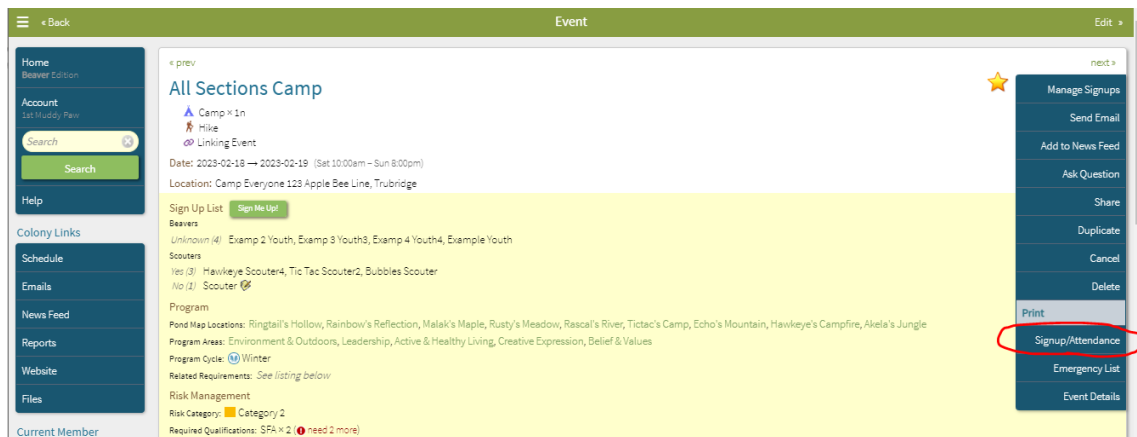 « Back
Event
Edit »
Home
Beaver Edition
Account
1st Muddy Paw
Search
Search
Help
Colony Links
Schedule
Emails
News Feed
Reports
Website
Files
Current Member
« prev
next »
All Sections Camp
Camp × 1n
Hike
Linking Event
Date: 2023-02-18 → 2023-02-19 (Sat 10:00am – Sun 8:00pm)
Location: Camp Everyone 123 Apple Bee Line, Trubridge
Sign Up List Sign Me Up!
Beavers
Unknown (4) Examp 2 Youth, Examp 3 Youth3, Examp 4 Youth4, Example Youth
Scouters
Yes (3) Hawkeye Scouter4, Tic Tac Scouter2, Bubbles Scouter
No (1) Scouter
Program
Pond Map Locations: Ringtail's Hollow, Rainbow's Reflection, Malak's Maple, Rusty's Meadow, Rascal's River, Tictac's Camp, Echo's Mountain, Hawkeye's Campfire, Akela's Jungle
Program Areas: Environment & Outdoors, Leadership, Active & Healthy Living, Creative Expression, Belief & Values
Program Cycle: Winter
Related Requirements: See listing below
Risk Management
Risk Category: Category 2
Required Qualifications: SFA × 2 (need 2 more)
Manage Signups
Send Email
Add to News Feed
Ask Question
Share
Duplicate
Cancel
Delete
Print
Signup/Attendance
Emergency List
Event Details